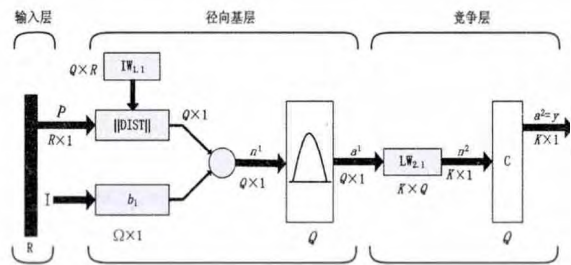 输入层
径向基层
竞争层
Q×R
IW1.1
P
R×1
||DIST||
Q×1
n¹
Q×1
a¹
Q×1
LW2.1
K×Q
n²
K×1
C
a²=y
K×1
I
b1
Ω×1
R
Q
Q